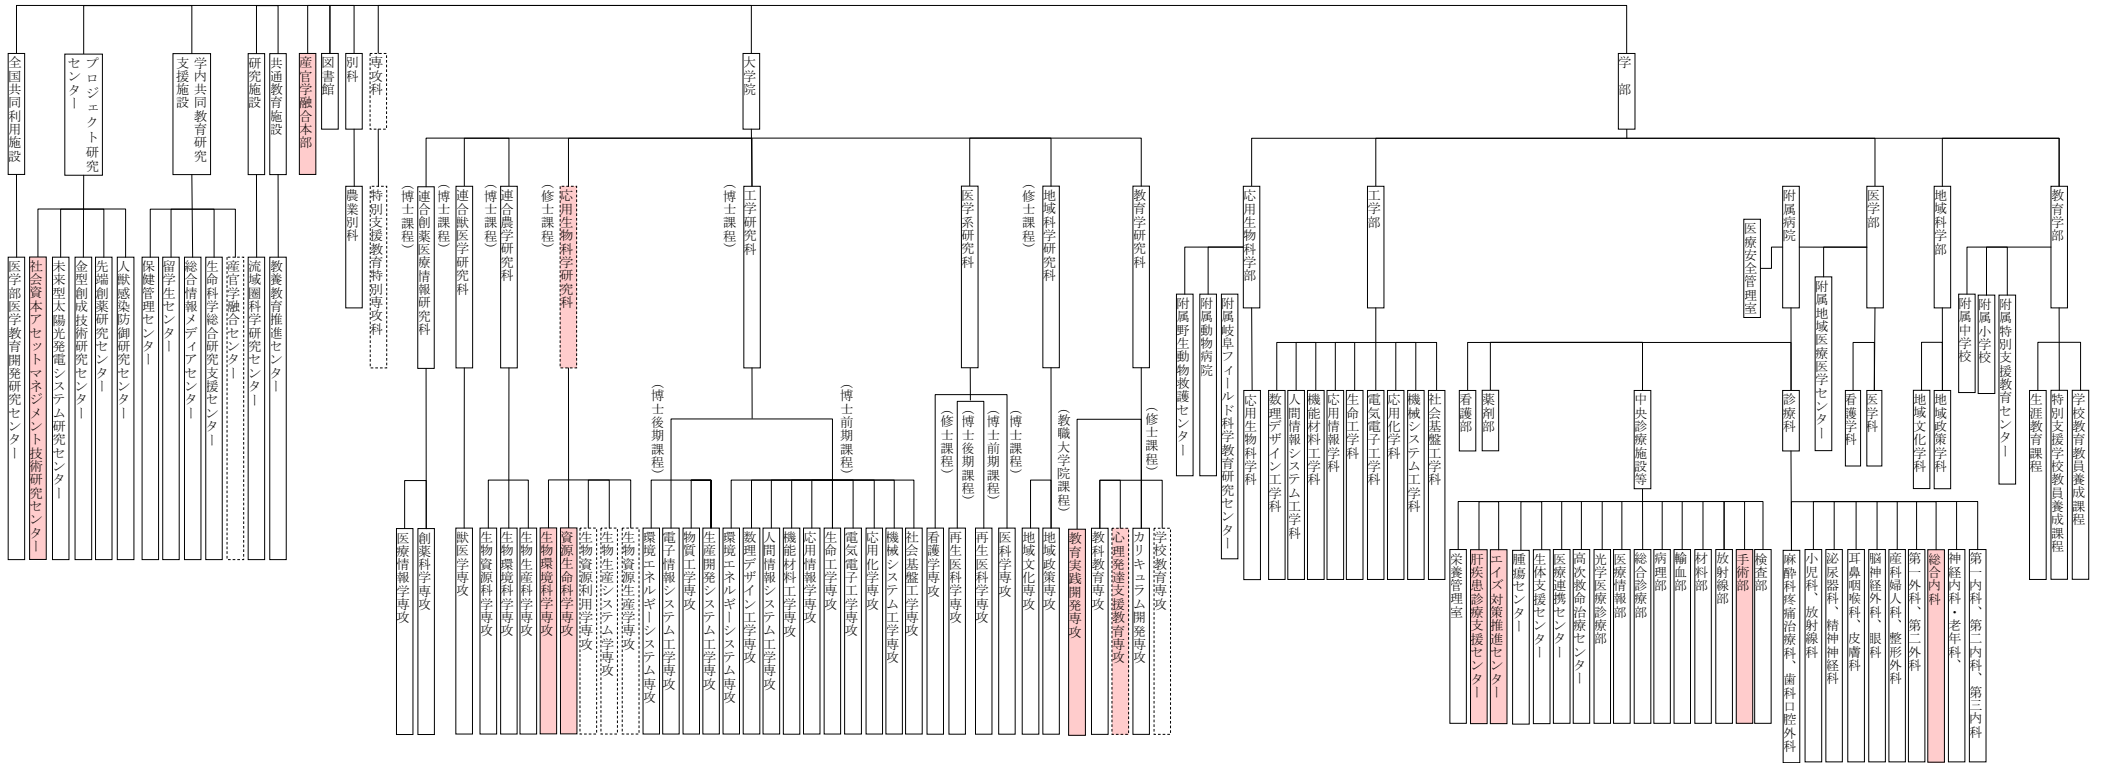 学　部
大学院
専攻科
別科
図書館
産官学融合本部
共通教育施設
研究施設
学内共同教育研究
支援施設
プロジェクト研究
センター
全国共同利用施設
教育学部
地域科学部
医学部
附属病院
医療安全管理室
工学部
応用生物科学部
教育学研究科
地域科学研究科
（修士課程）
医学系研究科
工学研究科
（博士課程）
応用生物科学研究科
（修士課程）
連合農学研究科
（博士課程）
連合獣医学研究科
（博士課程）
連合創薬医療情報研究科
（博士課程）
特別支援教育特別専攻科
農業別科
教養教育推進センター
流域圏科学研究センター
産官学融合センター
生命科学総合研究支援センター
総合情報メディアセンター
留学生センター
保健管理センター
人獣感染防御研究センター
先端創薬研究センター
金型創成技術研究センター
未来型太陽光発電システム研究センター
社会資本アセットマネジメント技術研究センター
医学部医学教育開発研究センター
附属特別支援教育センター
附属小学校
附属中学校
附属地域医療医学センター
附属岐阜フィールド科学教育研究センター
附属動物病院
附属野生動物救護センター
学校教育教員養成課程
特別支援学校教員養成課程
生涯教育課程
地域政策学科
地域文化学科
医学科
看護学科
診療科
中央診療施設等
薬剤部
看護部
社会基盤工学科
機械システム工学科
応用化学科
電気電子工学科
生命工学科
応用情報学科
機能材料工学科
人間情報システム工学科
数理デザイン工学科
応用生物科学科
（修士課程）
（教職大学院課程）
（博士課程）
（博士前期課程）
（博士後期課程）
（修士課程）
（博士前期課程）
（博士後期課程）
第一内科、第二内科、第三内科
神経内科・老年科、
総合内科
第一外科、第二外科
産科婦人科、整形外科
脳神経外科、眼科
耳鼻咽喉科、皮膚科
泌尿器科、精神神経科
小児科、放射線科
麻酔科疼痛治療科、歯科口腔外科
検査部
手術部
放射線部
材料部
輸血部
病理部
総合診療部
医療情報部
光学医療診療部
高次救命治療センター
医療連携センター
生体支援センター
腫瘍センター
エイズ対策推進センター
肝疾患診療支援センター
栄養管理室
学校教育専攻
カリキュラム開発専攻
心理発達支援教育専攻
教科教育専攻
教育実践開発専攻
地域政策専攻
地域文化専攻
医科学専攻
再生医科学専攻
再生医科学専攻
看護学専攻
社会基盤工学専攻
機械システム工学専攻
応用化学専攻
電気電子工学専攻
生命工学専攻
応用情報学専攻
機能材料工学専攻
人間情報システム工学専攻
数理デザイン工学専攻
環境エネルギーシステム専攻
生産開発システム工学専攻
物質工学専攻
電子情報システム工学専攻
環境エネルギーシステム専攻
生物資源生産学専攻
生物生産システム学専攻
生物資源利用学専攻
資源生命科学専攻
生物環境科学専攻
生物生産科学専攻
生物環境科学専攻
生物資源科学専攻
獣医学専攻
創薬科学専攻
医療情報学専攻